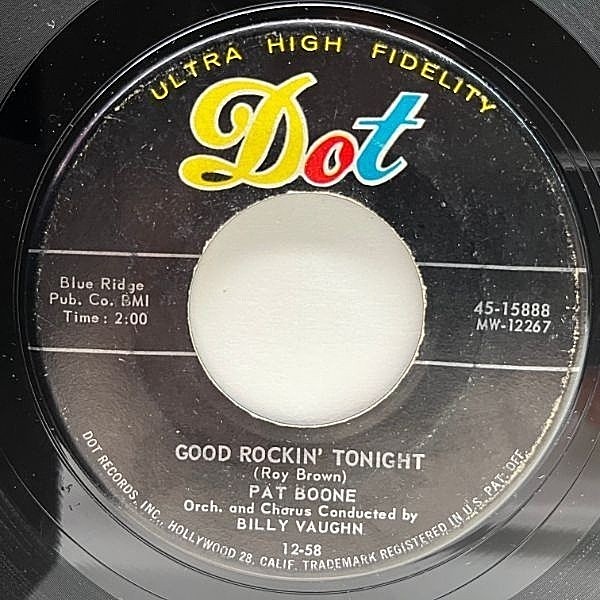 ULTRA HIGH FIDELITY
Dot
Blue Ridge
Pub. Co. BMI
Time: 2:00
45-15888
MW-12267
GOOD ROCKIN' TONIGHT
(Roy Brown)
PAT BOONE
Orch. and Chorus Conducted by
BILLY VAUGHN
12-58
DOT RECORDS, INC., HOLLYWOOD 28, CALIF. TRADEMARK REGISTERED IN U.S. PAT. OFF.